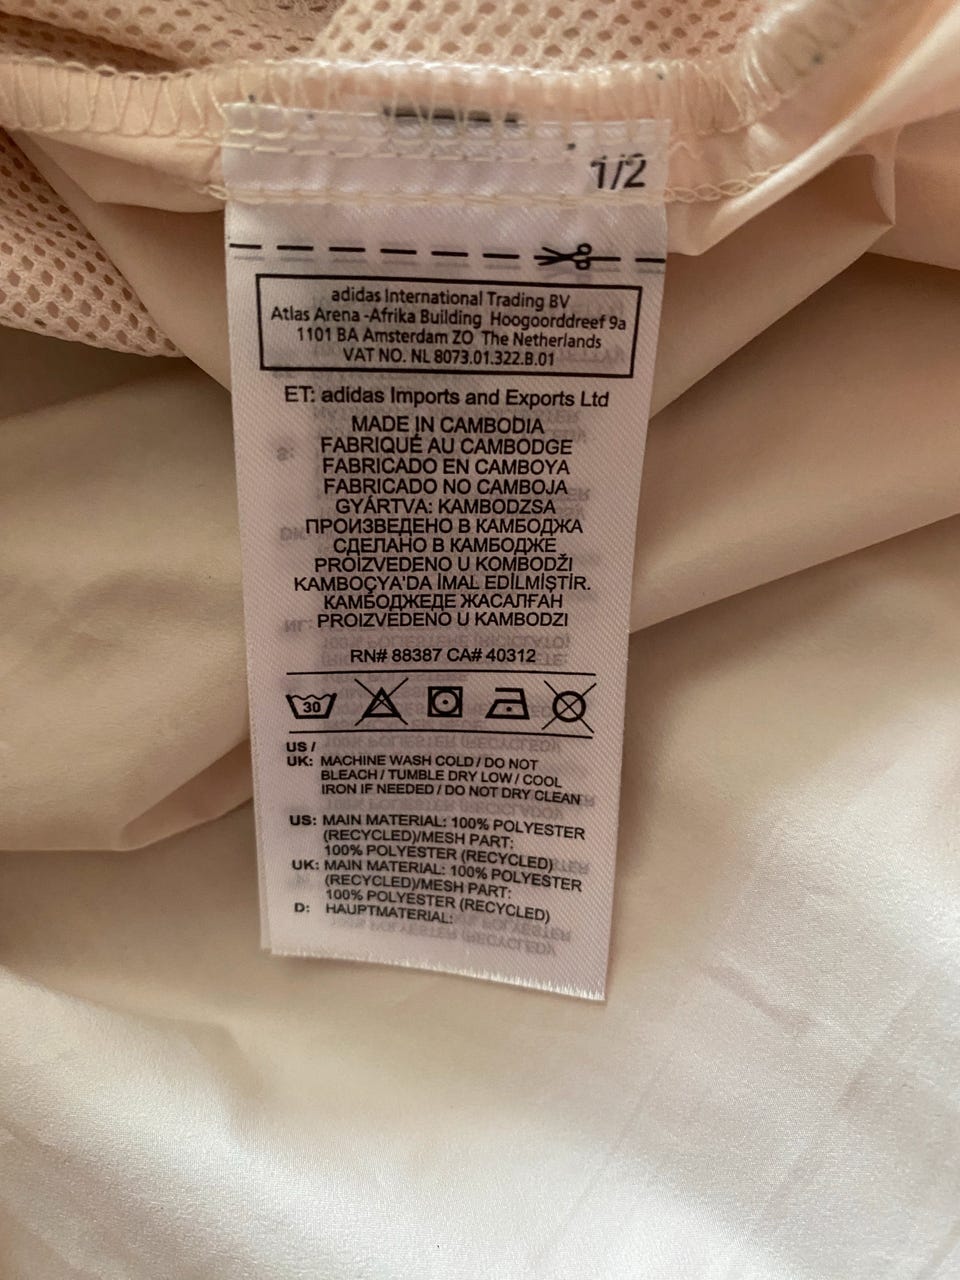 1/2
adidas International Trading BV
Atlas Arena -Afrika Building Hoogoorddreef 9a
1101 BA Amsterdam ZO The Netherlands
VAT NO. NL 8073.01.322.B.01
ET: adidas Imports and Exports Ltd
MADE IN CAMBODIA
FABRIQUÉ AU CAMBODGE
FABRICADO EN CAMBOYA
FABRICADO NO CAMBOJA
GYÁRTVA: KAMBODZSA
ПРОИЗВЕДЕНО В КАМБОДЖА
СДЕЛАНО В КАМБОДЖЕ
PROIZVEDENO U KOMBODŽI
KAMBOÇYA'DA İMAL EDİLMİŞTİR.
КАМБОДЖЕДЕ ЖАСАЛҒАН
PROIZVEDENO U KAMBODZI
RN# 88387 CA# 40312
30
US /
UK: MACHINE WASH COLD / DO NOT
BLEACH / TUMBLE DRY LOW / COOL
IRON IF NEEDED / DO NOT DRY CLEAN
US: MAIN MATERIAL: 100% POLYESTER
(RECYCLED)/MESH PART:
100% POLYESTER (RECYCLED)
UK: MAIN MATERIAL: 100% POLYESTER
(RECYCLED)/MESH PART:
100% POLYESTER (RECYCLED)
D: HAUPTMATERIAL: